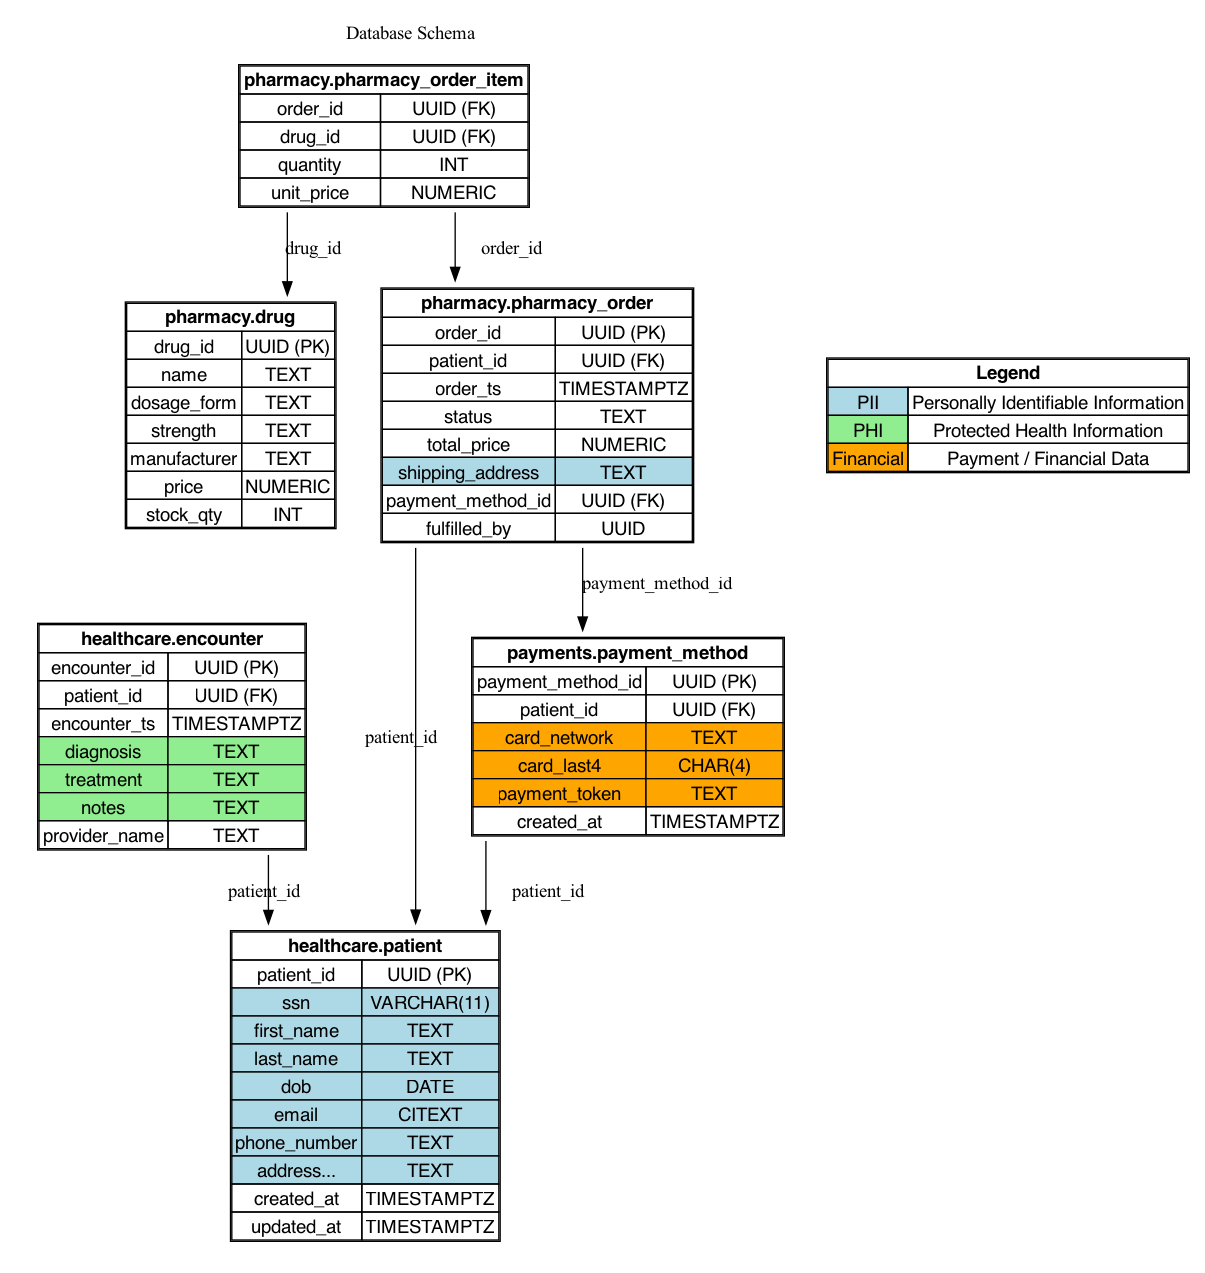 Database Schema
pharmacy.pharmacy_order_item
order_id UUID (FK)
drug_id UUID (FK)
quantity INT
unit_price NUMERIC
drug_id
order_id
pharmacy.drug
drug_id UUID (PK)
name TEXT
dosage_form TEXT
strength TEXT
manufacturer TEXT
price NUMERIC
stock_qty INT
pharmacy.pharmacy_order
order_id UUID (PK)
patient_id UUID (FK)
order_ts TIMESTAMPTZ
status TEXT
total_price NUMERIC
shipping_address TEXT
payment_method_id UUID (FK)
fulfilled_by UUID
Legend
PII Personally Identifiable Information
PHI Protected Health Information
Financial Payment / Financial Data
payment_method_id
healthcare.encounter
encounter_id UUID (PK)
patient_id UUID (FK)
encounter_ts TIMESTAMPTZ
diagnosis TEXT
treatment TEXT
notes TEXT
provider_name TEXT
patient_id
payments.payment_method
payment_method_id UUID (PK)
patient_id UUID (FK)
card_network TEXT
card_last4 CHAR(4)
payment_token TEXT
created_at TIMESTAMPTZ
patient_id
patient_id
healthcare.patient
patient_id UUID (PK)
ssn VARCHAR(11)
first_name TEXT
last_name TEXT
dob DATE
email CITEXT
phone_number TEXT
address... TEXT
created_at TIMESTAMPTZ
updated_at TIMESTAMPTZ